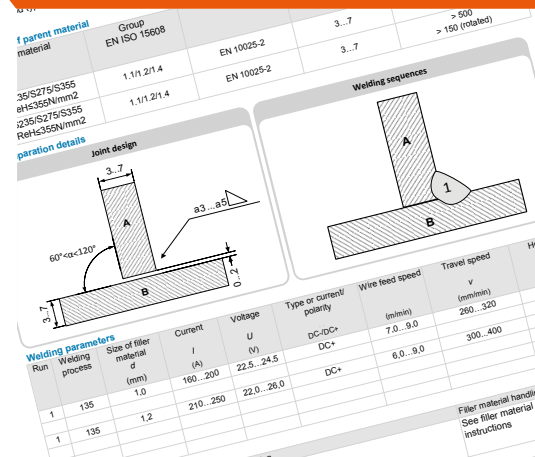 of parent material
material
Group
EN ISO 15608
3…7
> 500
> 150 (rotated)
235/S275/S355
ReH≤355N/mm2
1.1/1.2/1.4
EN 10025-2
3…7
S235/S275/S355
ReH≤355N/mm2
1.1/1.2/1.4
EN 10025-2
paration details
Joint design
Welding sequences
3…7
A
a3…a5
60°<α<120°
B
0…2
3…7
A
1
B
Welding parameters
Run
Welding
process
Size of filler
material
d
(mm)
Current
I
(A)
Voltage
U
(V)
Type or current/
polarity
DC-/DC+
Wire feed speed
(m/min)
Travel speed
v
(mm/min)
1
135
1,0
160…200
22,5…24,5
DC+
7,0…9,0
260…320
1
135
1,2
210…250
22,0…26,0
DC+
6,0…9,0
300…400
Filler material handli
See filler material
instructions